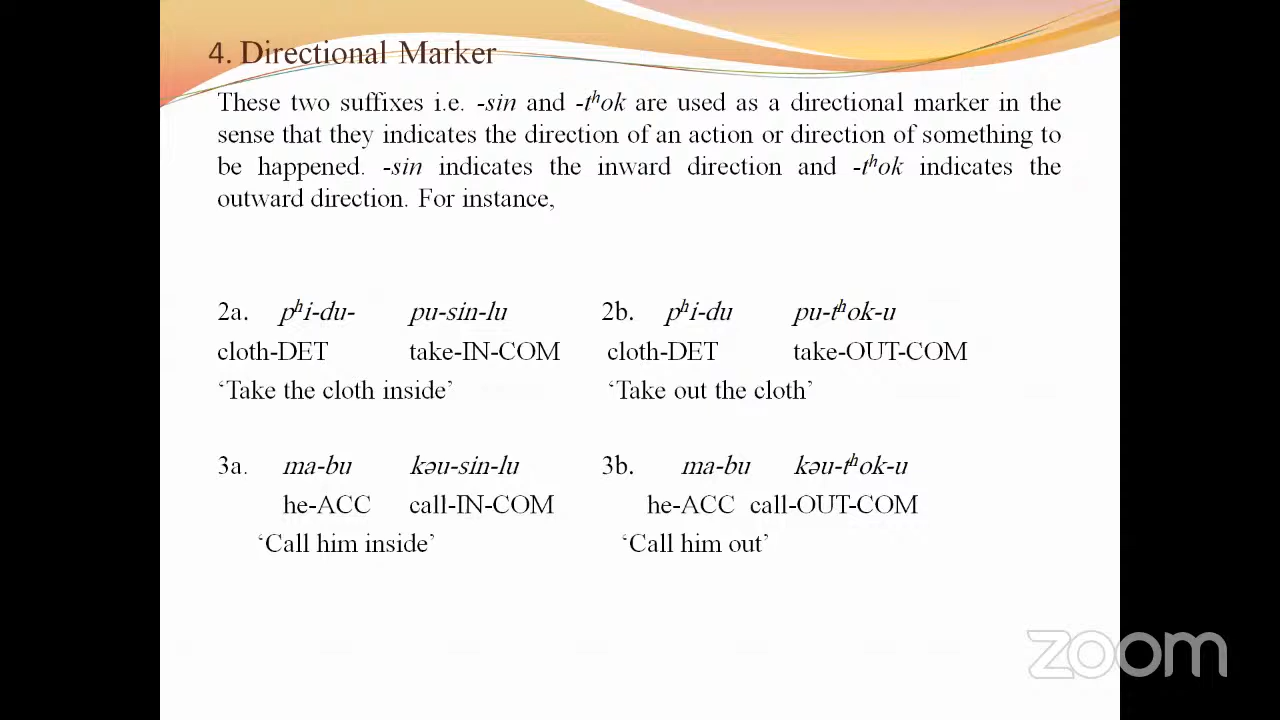 4. Directional Marker
These two suffixes i.e. -sin and -tʰok are used as a directional marker in the
sense that they indicates the direction of an action or direction of something to
be happened. -sin indicates the inward direction and -tʰok indicates the
outward direction. For instance,
2a. pʰi-du- pu-sin-lu 2b. pʰi-du pu-tʰok-u
cloth-DET take-IN-COM cloth-DET take-OUT-COM
‘Take the cloth inside’ ‘Take out the cloth’
3a. ma-bu kəu-sin-lu 3b. ma-bu kəu-tʰok-u
he-ACC call-IN-COM he-ACC call-OUT-COM
‘Call him inside’ ‘Call him out’
zoom